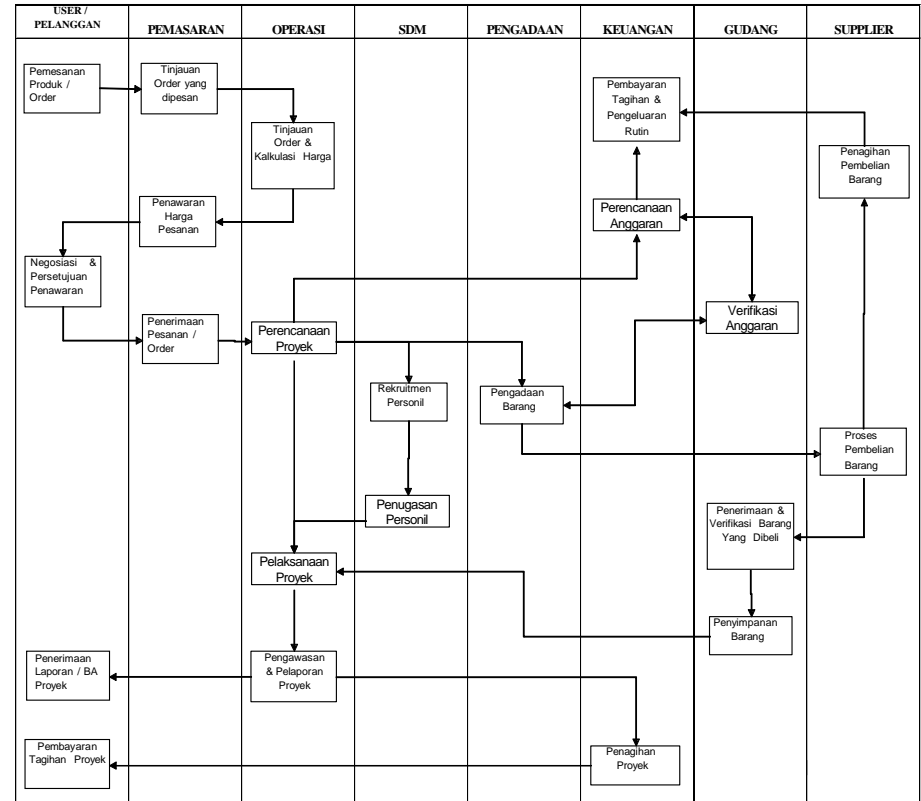 USER /
PELANGGAN
PEMASARAN
OPERASI
SDM
PENGADAAN
KEUANGAN
GUDANG
SUPPLIER
Pemesanan
Produk /
Order
Tinjauan
Order yang
dipesan
Tinjauan
Order &
Kalkulasi Harga
Pembayaran
Tagihan &
Pengeluaran
Rutin
Penagihan
Pembelian
Barang
Penawaran
Harga
Pesanan
Perencanaan
Anggaran
Negosiasi &
Persetujuan
Penawaran
Penerimaan
Pesanan /
Order
Perencanaan
Proyek
Verifikasi
Anggaran
Rekruitmen
Personil
Pengadaan
Barang
Proses
Pembelian
Barang
Penugasan
Personil
Penerimaan &
Verifikasi Barang
Yang Dibeli
Pelaksanaan
Proyek
Penyimpanan
Barang
Penerimaan
Laporan / BA
Proyek
Pengawasan
& Pelaporan
Proyek
Pembayaran
Tagihan Proyek
Penagihan
Proyek